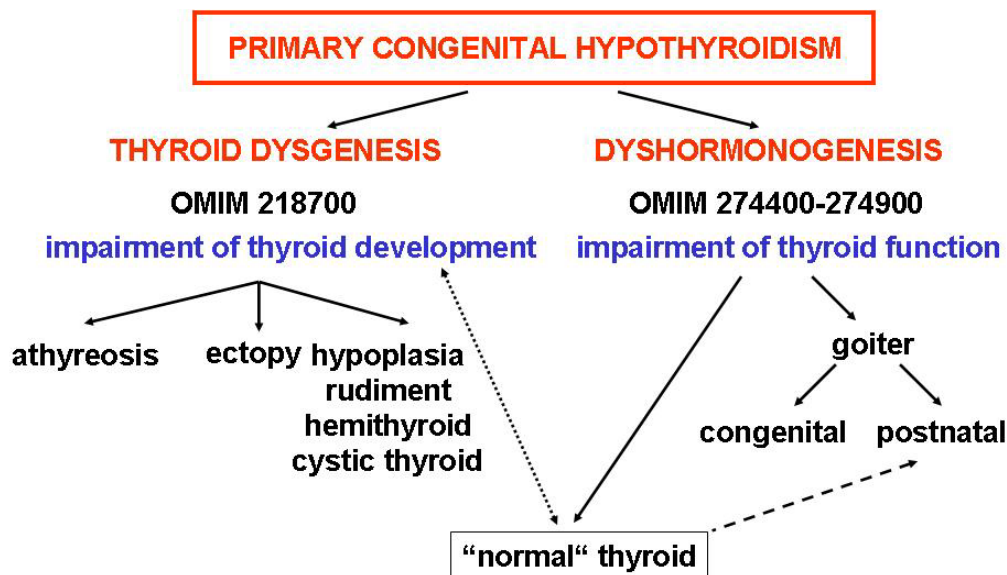 PRIMARY CONGENITAL HYPOTHYROIDISM
THYROID DYSGENESIS
DYSHORMONOGENESIS
OMIM 218700
OMIM 274400-274900
impairment of thyroid development
impairment of thyroid function
athyreosis
ectopy
hypoplasia
rudiment
hemithyroid
cystic thyroid
goiter
congenital
postnatal
“normal“ thyroid